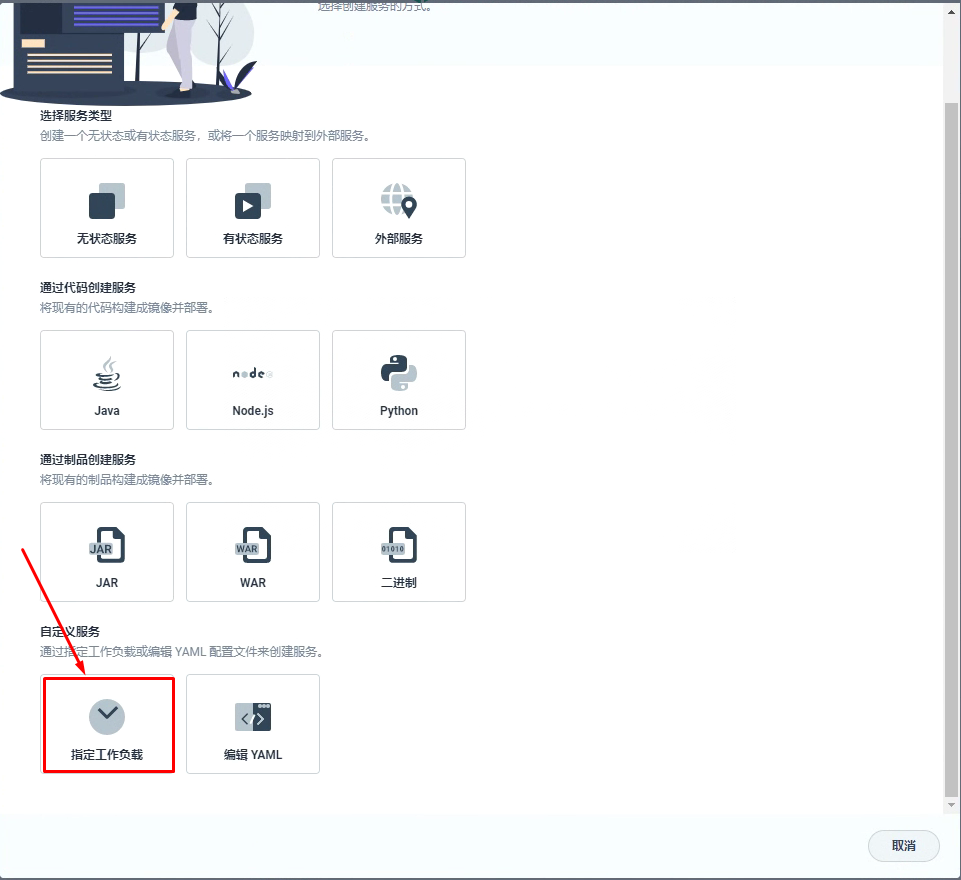 选择创建服务的方式。
选择服务类型
创建一个无状态或有状态服务，或将一个服务映射到外部服务。
无状态服务
有状态服务
外部服务
通过代码创建服务
将现有的代码构建成镜像并部署。
node
Java
Node.js
Python
通过制品创建服务
将现有的制品构建成镜像并部署。
JAR
WAR
01010
JAR
WAR
二进制
自定义服务
通过指定工作负载或编辑 YAML 配置文件来创建服务。
指定工作负载
编辑 YAML
取消